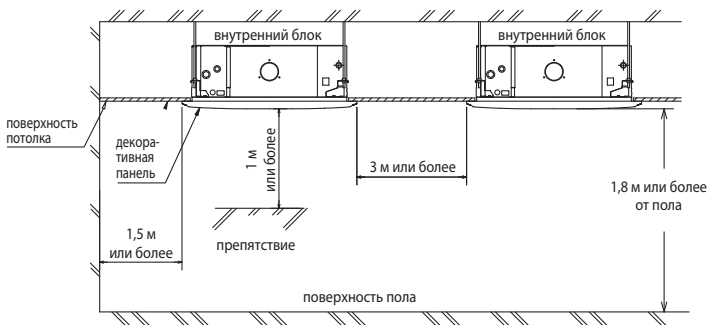 внутренний блок
внутренний блок
поверхность
потолка
декора-
тивная
панель
1 м
или более
3 м или более
1,8 м или более
от пола
1,5 м
или более
препятствие
поверхность пола